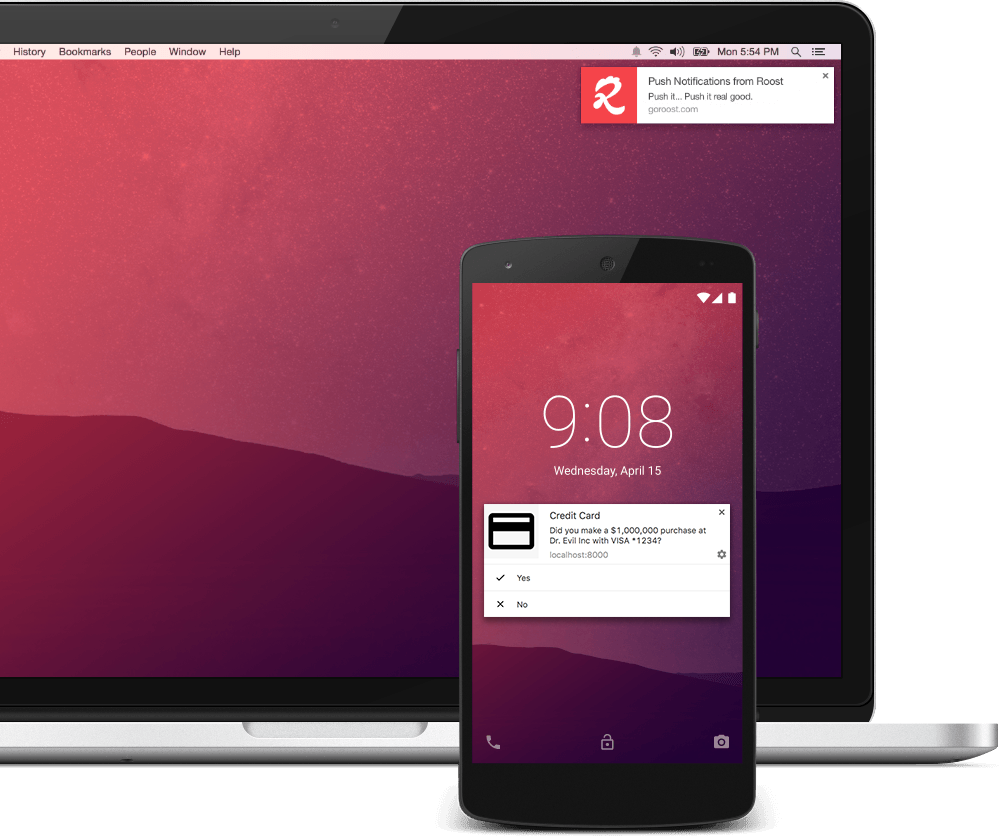 History Bookmarks People Window Help
Mon 5:54 PM
Push Notifications from Roost
Push it... Push it real good.
goroost.com
9:08
Wednesday, April 15
Credit Card
Did you make a $1,000,000 purchase at
Dr. Evil Inc with VISA *1234?
localhost:8000
Yes
No